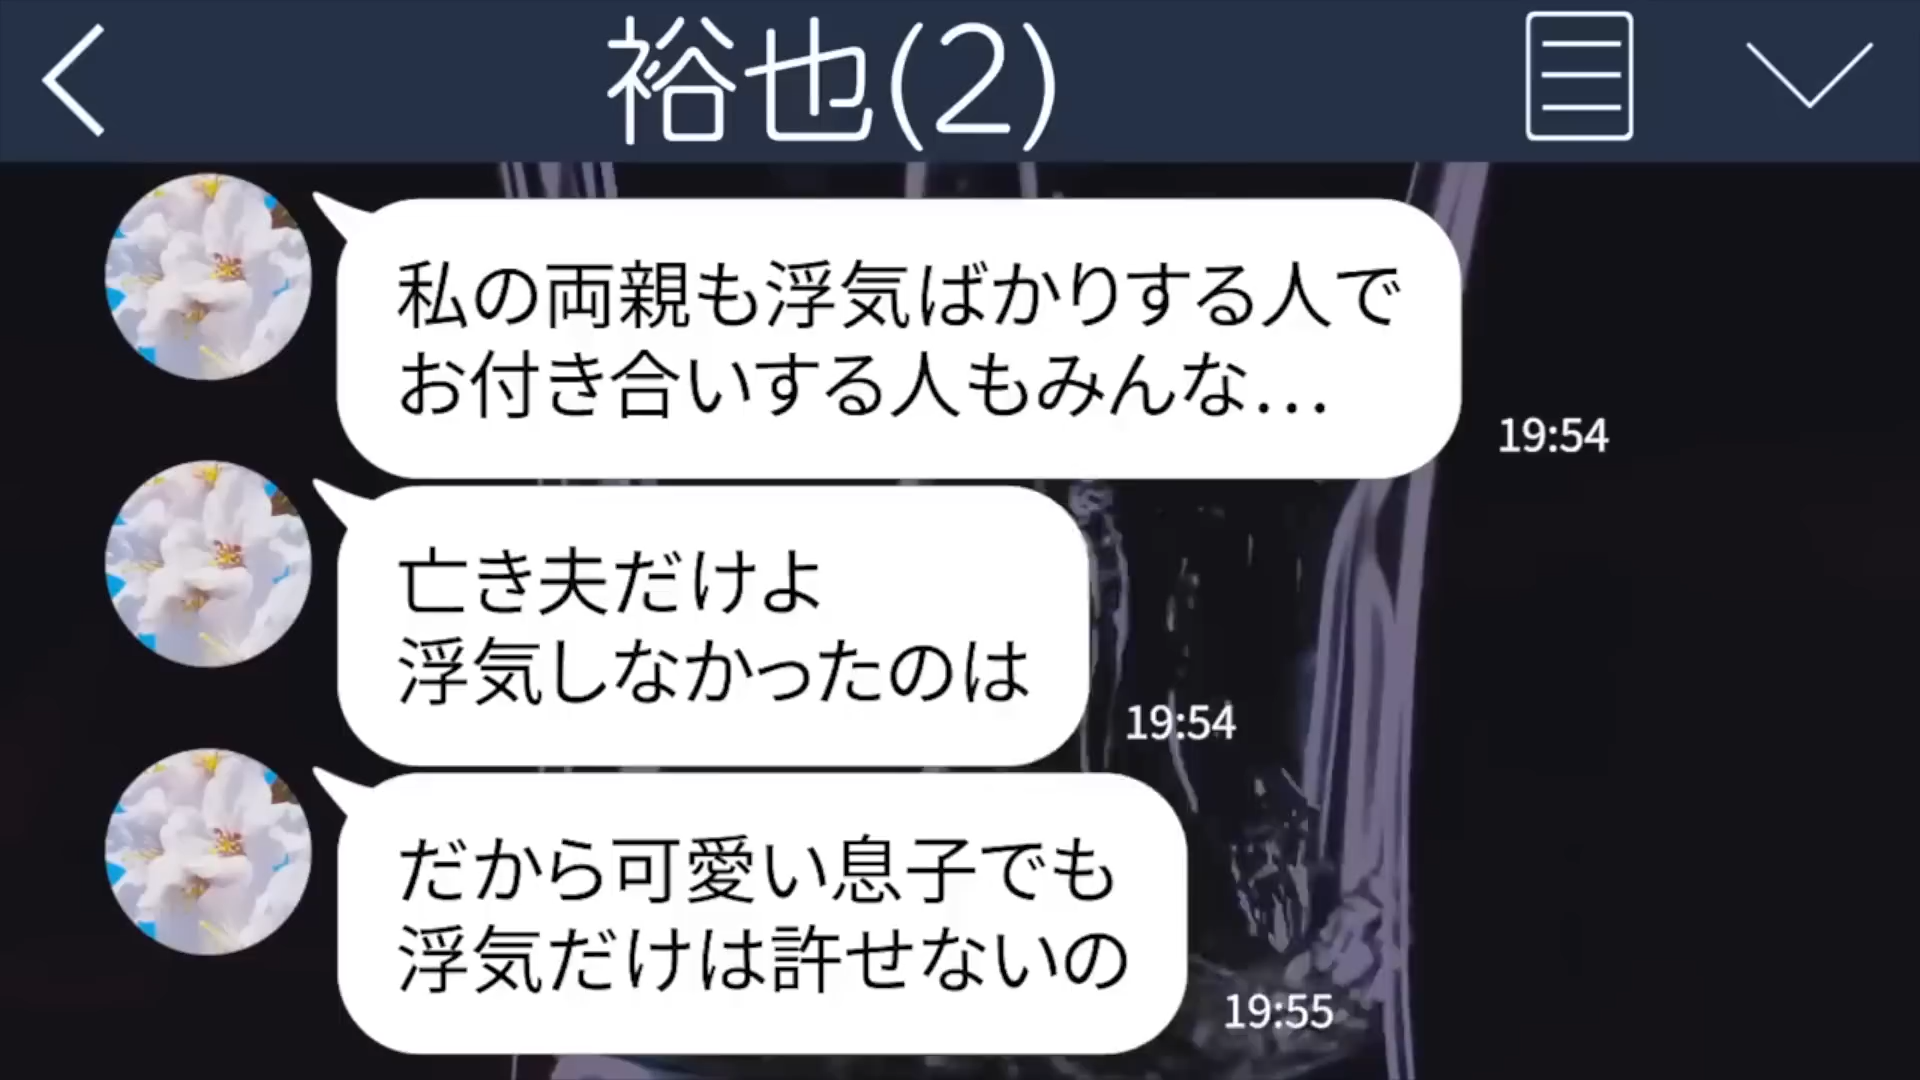 裕也(2)
私の両親も浮気ばかりする人で
お付き合いする人もみんな…
19:54
亡き夫だけよ
浮気しなかったのは
19:54
だから可愛い息子でも
浮気だけは許せないの
19:55